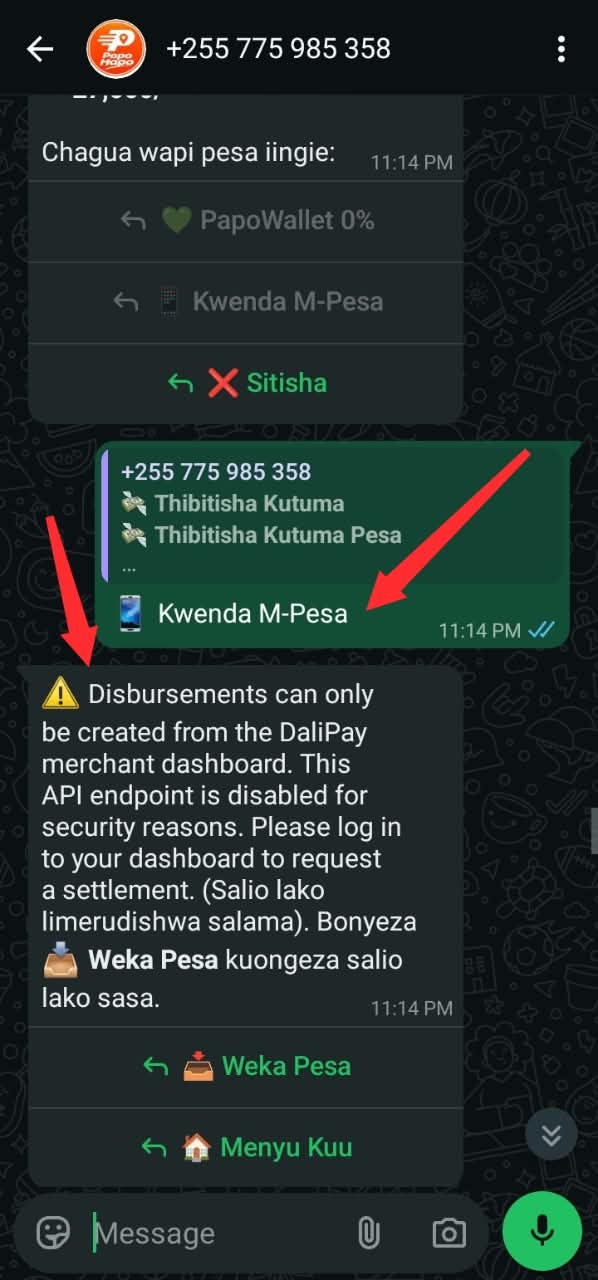 +255 775 985 358
Papo
Hapo
Chagua wapi pesa iingie:
11:14 PM
PapoWallet 0%
Kwenda M-Pesa
Sitisha
+255 775 985 358
Thibitisha Kutuma
Thibitisha Kutuma Pesa
...
Kwenda M-Pesa
11:14 PM
Disbursements can only
be created from the DaliPay
merchant dashboard. This
API endpoint is disabled for
security reasons. Please log in
to your dashboard to request
a settlement. (Salio lako
limerudishwa salama). Bonyeza
Weka Pesa kuongeza salio
lako sasa.
11:14 PM
Weka Pesa
Menyu Kuu
Message